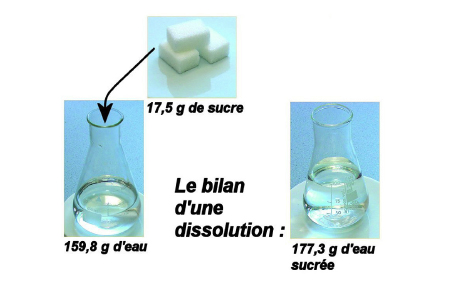 17,5 g de sucre
159,8 g d'eau
Le bilan
d'une
dissolution :
177,3 g d'eau
sucrée